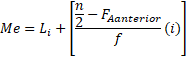 Me = L_i + [ (n/2 − F_Aanterior) / f (i) ]